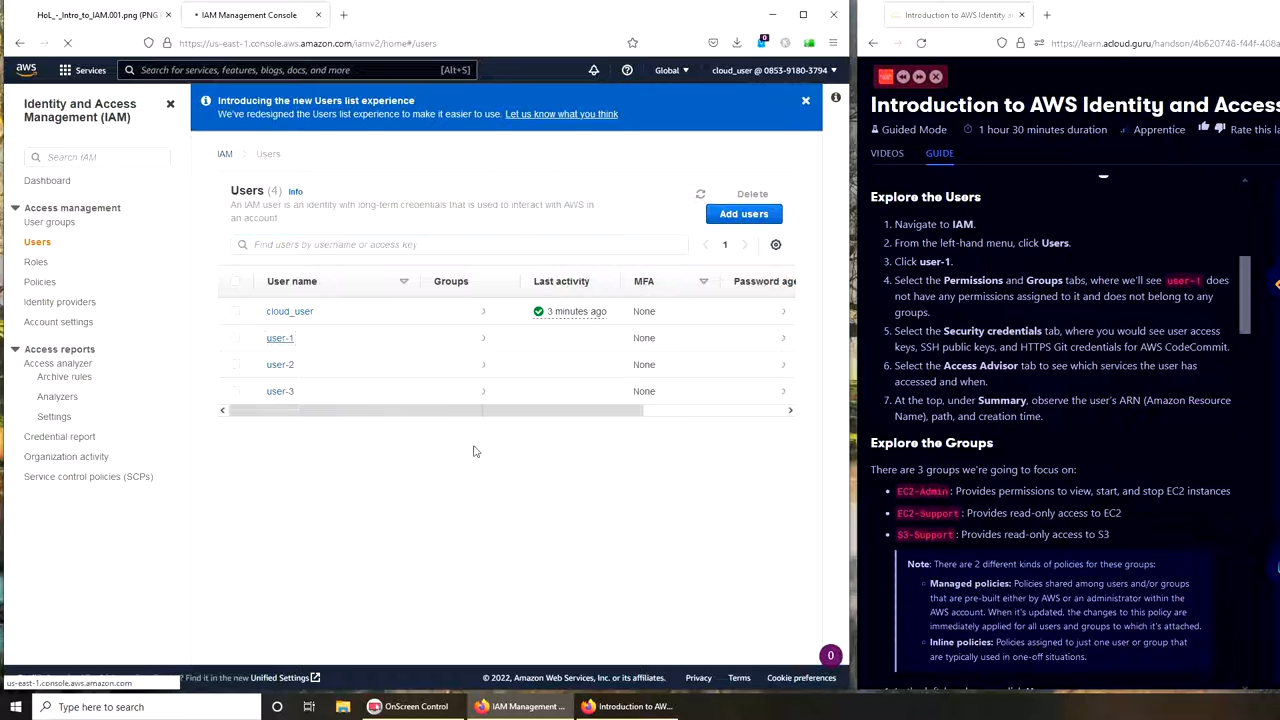 HoL_-_Intro_to_IAM.001.png (PNG
IAM Management Console
https://us-east-1.console.aws.amazon.com/iamv2/home#/users
aws
Services
Search for services, features, blogs, docs, and more
[Alt+S]
Global
cloud_user @ 0853-9180-3794
Identity and Access
Management (IAM)
Search IAM
Dashboard
Access management
User groups
Users
Roles
Policies
Identity providers
Account settings
Access reports
Access analyzer
Archive rules
Analyzers
Settings
Credential report
Organization activity
Service control policies (SCPs)
Introducing the new Users list experience
We've redesigned the Users list experience to make it easier to use. Let us know what you think
IAM
Users
Users (4) Info
An IAM user is an identity with long-term credentials that is used to interact with AWS in
an account
Delete
Add users
Find users by username or access key
1
User name
Groups
Last activity
MFA
Password age
cloud_user
3 minutes ago
None
user-1
None
user-2
None
user-3
None
0
? Find it in the new Unified Settings
© 2022, Amazon Web Services, Inc. or its affiliates.
Privacy
Terms
Cookie preferences
us-east-1.console.aws.amazon.com
Type here to search
OnScreen Control
IAM Management ...
Introduction to AW...
Introduction to AWS Identity a
https://learn.acloud.guru/handson/4b620748-f44f-408a
Introduction to AWS Identity and Access
Guided Mode
1 hour 30 minutes duration
Apprentice
Rate this la
VIDEOS
GUIDE
Explore the Users
1. Navigate to IAM.
2. From the left-hand menu, click Users.
3. Click user-1.
4. Select the Permissions and Groups tabs, where we'll see user-1 does
not have any permissions assigned to it and does not belong to any
groups.
5. Select the Security credentials tab, where you would see user access
keys, SSH public keys, and HTTPS Git credentials for AWS CodeCommit.
6. Select the Access Advisor tab to see which services the user has
accessed and when.
7. At the top, under Summary, observe the user's ARN (Amazon Resource
Name), path, and creation time.
Explore the Groups
There are 3 groups we're going to focus on:
EC2-Admin: Provides permissions to view, start, and stop EC2 instances
EC2-Support: Provides read-only access to EC2
S3-Support: Provides read-only access to S3
Note: There are 2 different kinds of policies for these groups:
Managed policies: Policies shared among users and/or groups
that are pre-built either by AWS or an administrator within the
AWS account. When it's updated, the changes to this policy are
immediately applied for all users and groups to which it's attached.
Inline policies: Policies assigned to just one user or group that
are typically used in one-off situations.